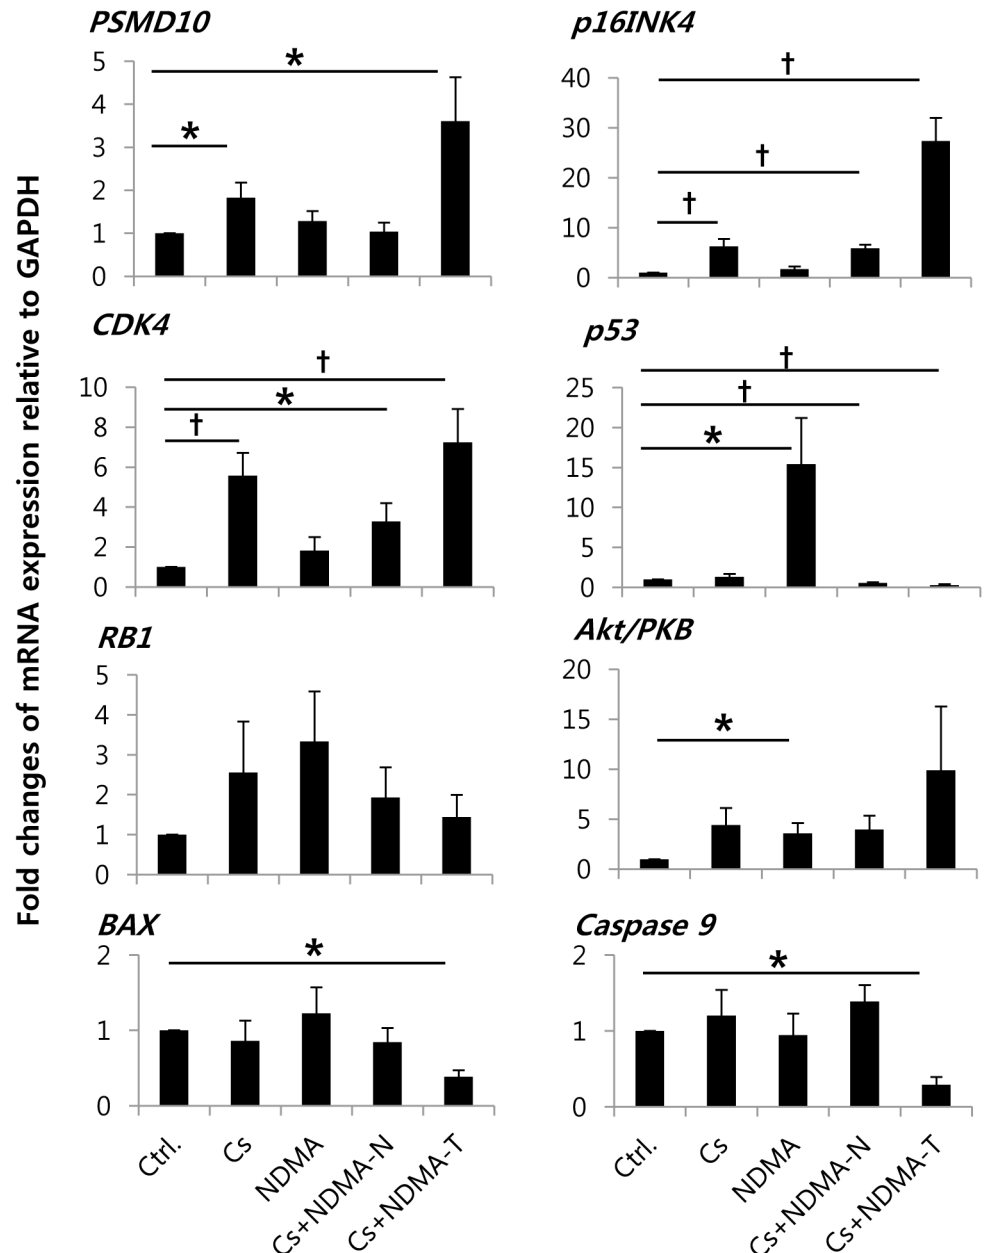 Fold changes of mRNA expression relative to GAPDH
PSMD10
*
*
5
4
3
2
1
0
p16INK4
†
†
†
40
30
20
10
0
CDK4
†
*
†
10
8
6
4
2
0
p53
†
†
*
25
20
15
10
5
0
RB1
5
4
3
2
1
0
Akt/PKB
*
20
15
10
5
0
BAX
*
2
1
0
Ctrl.
Cs
NDMA
Cs+NDMA-N
Cs+NDMA-T
Caspase 9
*
2
1
0
Ctrl.
Cs
NDMA
Cs+NDMA-N
Cs+NDMA-T